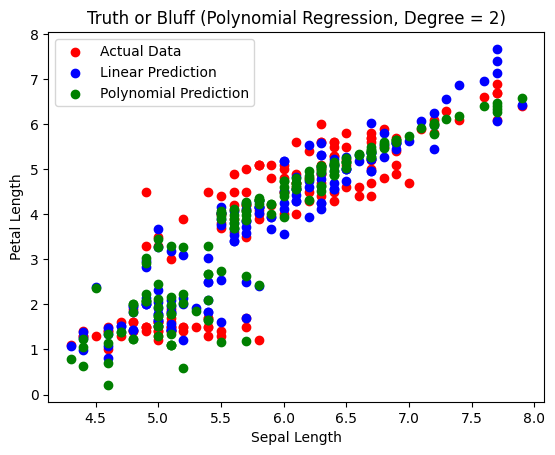 Truth or Bluff (Polynomial Regression, Degree = 2)
Actual Data
Linear Prediction
Polynomial Prediction
Petal Length
8
7
6
5
4
3
2
1
0
4.5 5.0 5.5 6.0 6.5 7.0 7.5 8.0
Sepal Length